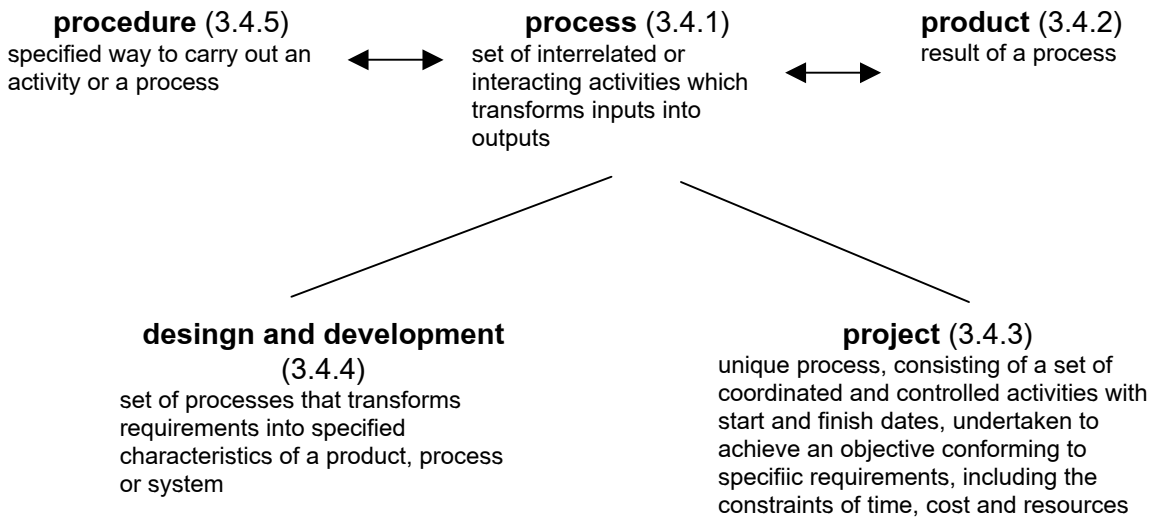 procedure (3.4.5)
specified way to carry out an
activity or a process
process (3.4.1)
set of interrelated or
interacting activities which
transforms inputs into
outputs
product (3.4.2)
result of a process
desingn and development
(3.4.4)
set of processes that transforms
requirements into specified
characteristics of a product, process
or system
project (3.4.3)
unique process, consisting of a set of
coordinated and controlled activities with
start and finish dates, undertaken to
achieve an objective conforming to
specifiic requirements, including the
constraints of time, cost and resources